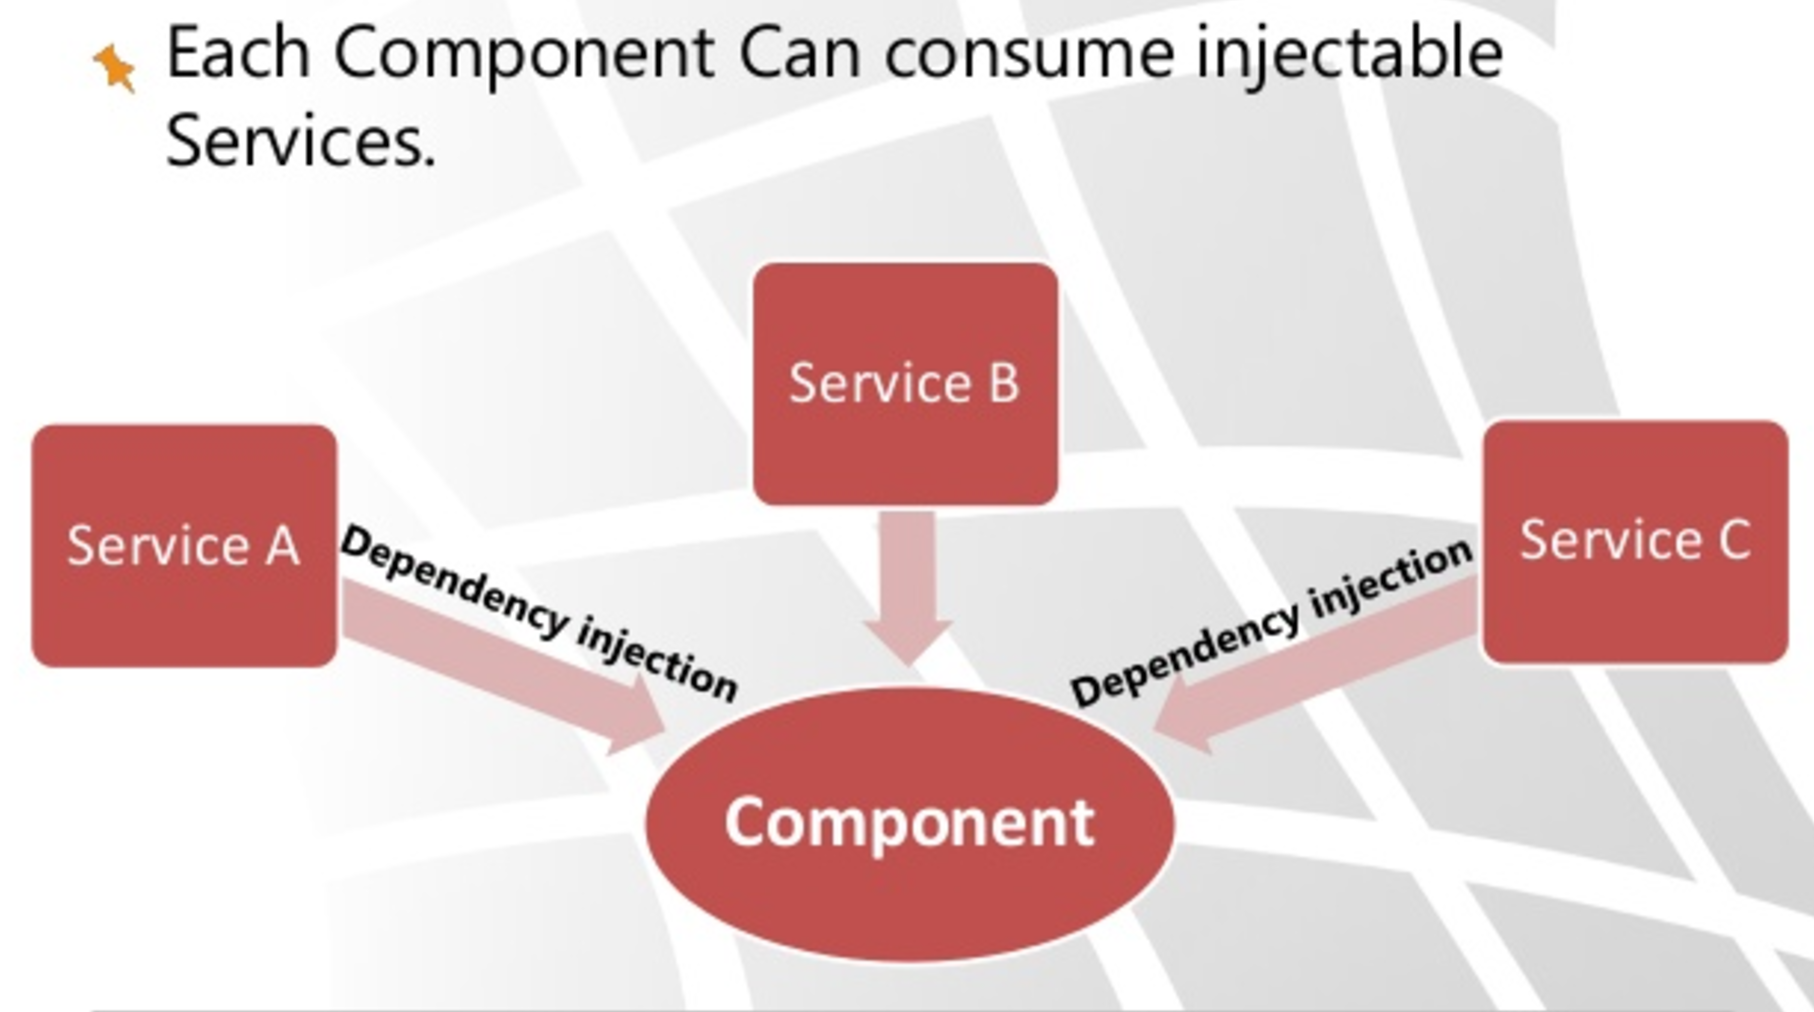 Each Component Can consume injectable
Services.
Service B
Service A
Service C
Dependency injection
Dependency injection
Component